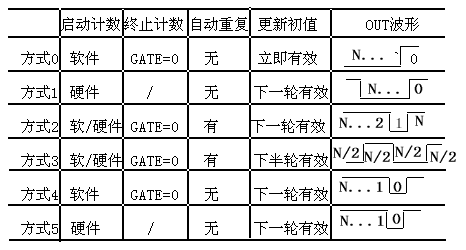 启动计数 终止计数 自动重复 更新初值 OUT波形
方式0 软件 GATE=0 无 立即有效 N... 0
方式1 硬件 / 无 下一轮有效 N... 0
方式2 软/硬件 GATE=0 有 下一轮有效 N...2 1 N
方式3 软/硬件 GATE=0 有 下半轮有效 N/2 N/2 N/2 N/2
方式4 软件 GATE=0 无 下一轮有效 N...1 0
方式5 硬件 / 无 下一轮有效 N...1 0